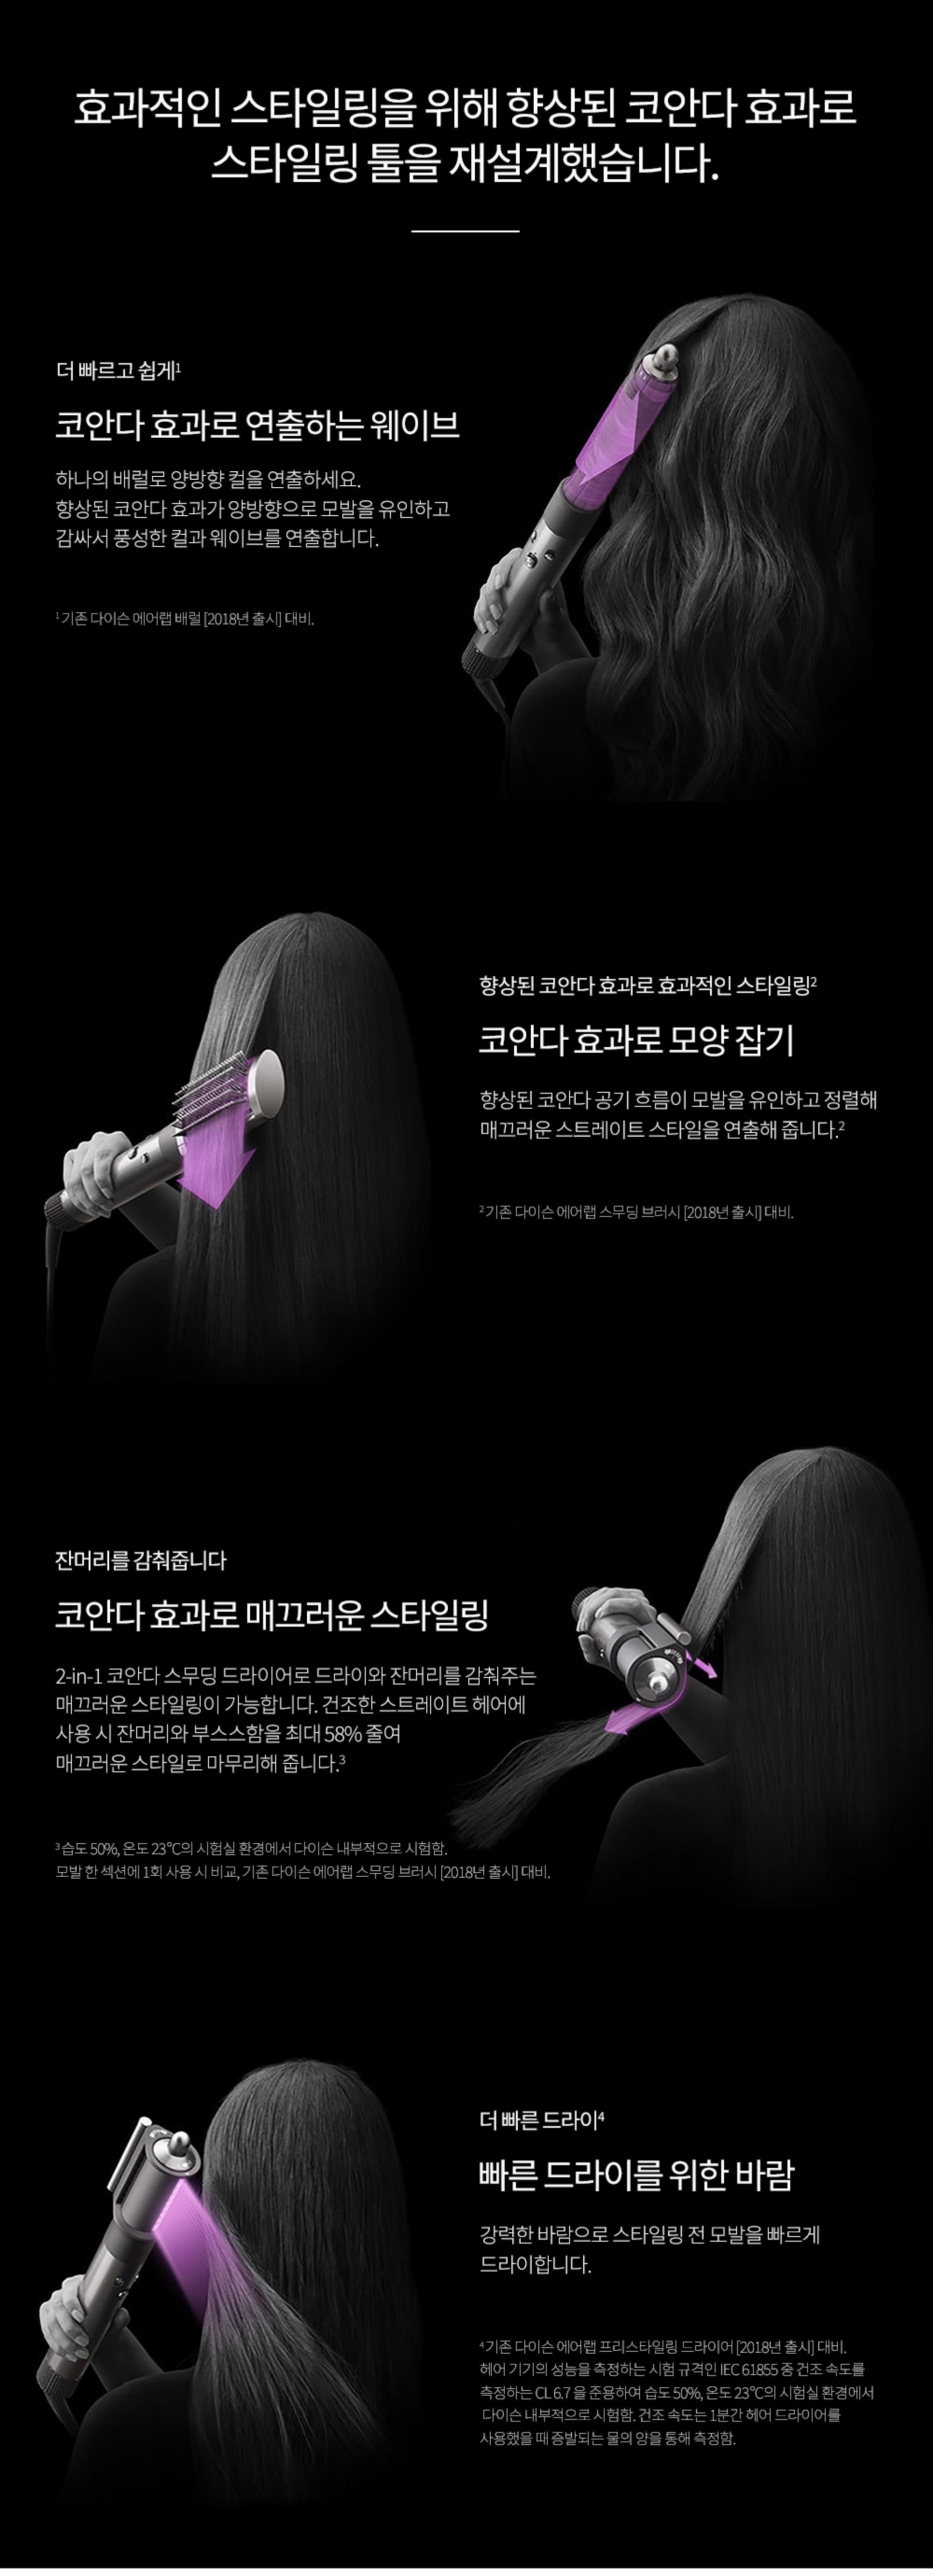 효과적인 스타일링을 위해 향상된 코안다 효과로
스타일링 툴을 재설계했습니다.
더 빠르고 쉽게¹
코안다 효과로 연출하는 웨이브
하나의 배럴로 양방향 컬을 연출하세요.
향상된 코안다 효과가 양방향으로 모발을 유인하고
감싸서 풍성한 컬과 웨이브를 연출합니다.
¹ 기존 다이슨 에어랩 배럴 [2018년 출시] 대비.
향상된 코안다 효과로 효과적인 스타일링²
코안다 효과로 모양 잡기
향상된 코안다 공기 흐름이 모발을 유인하고 정렬해
매끄러운 스트레이트 스타일을 연출해 줍니다.²
² 기존 다이슨 에어랩 스무딩 브러시 [2018년 출시] 대비.
잔머리를 감춰줍니다
코안다 효과로 매끄러운 스타일링
2-in-1 코안다 스무딩 드라이어로 드라이와 잔머리를 감춰주는
매끄러운 스타일링이 가능합니다. 건조한 스트레이트 헤어에
사용 시 잔머리와 부스스함을 최대 58% 줄여
매끄러운 스타일로 마무리해 줍니다.³
³ 습도 50%, 온도 23℃의 시험실 환경에서 다이슨 내부적으로 시험함.
모발 한 섹션에 1회 사용 시 비교, 기존 다이슨 에어랩 스무딩 브러시 [2018년 출시] 대비.
더 빠른 드라이⁴
빠른 드라이를 위한 바람
강력한 바람으로 스타일링 전 모발을 빠르게
드라이합니다.
⁴ 기존 다이슨 에어랩 프리스타일링 드라이어 [2018년 출시] 대비.
헤어 기기의 성능을 측정하는 시험 규격인 IEC 61855 중 건조 속도를
측정하는 CL 6.7 을 준용하여 습도 50%, 온도 23℃의 시험실 환경에서
다이슨 내부적으로 시험함. 건조 속도는 1분간 헤어 드라이어를
사용했을 때 증발되는 물의 양을 통해 측정함.